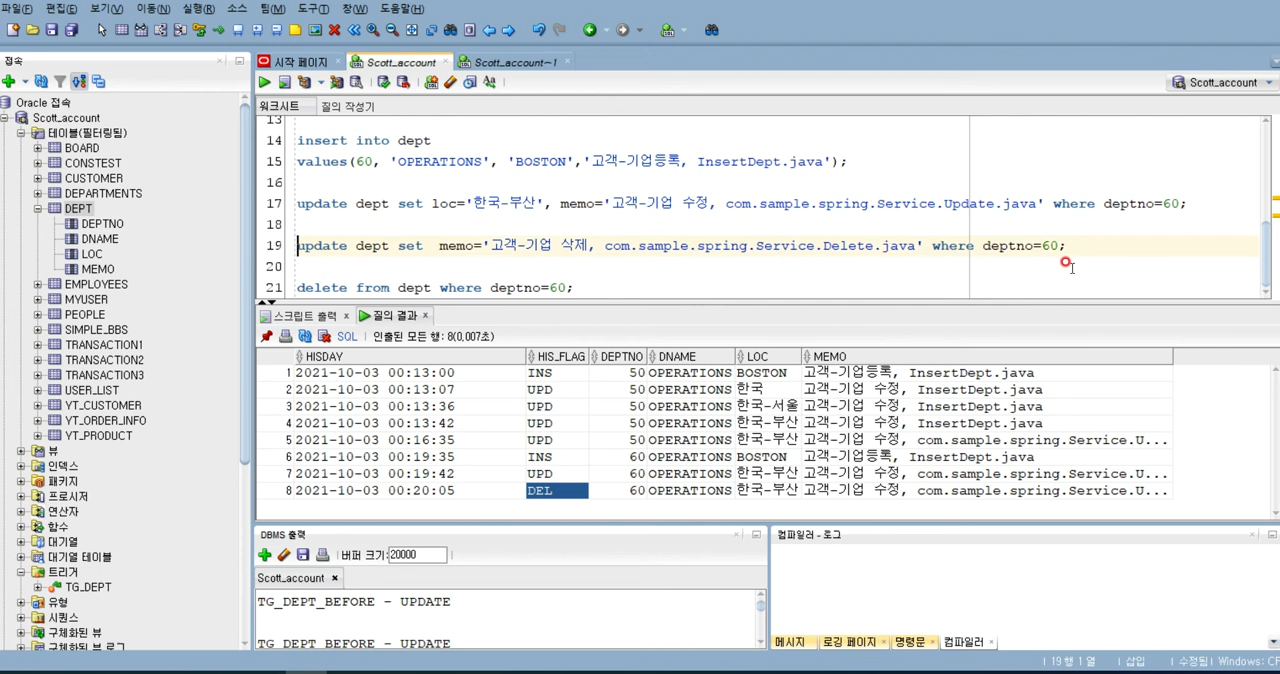 파일(F) 편집(E) 보기(V) 이동(N) 실행(R) 소스 팀(M) 도구(T) 창(W) 도움말(H)
접속
Oracle 접속
Scott_account
테이블(필터링됨)
BOARD
CONSTEST
CUSTOMER
DEPARTMENTS
DEPT
DEPTNO
DNAME
LOC
MEMO
EMPLOYEES
MYUSER
PEOPLE
SIMPLE_BBS
TRANSACTION1
TRANSACTION2
TRANSACTION3
USER_LIST
YT_CUSTOMER
YT_ORDER_INFO
YT_PRODUCT
뷰
인덱스
패키지
프로시저
연산자
함수
대기열
대기열 테이블
트리거
TG_DEPT
유형
시퀀스
구체화된 뷰
구체화된 뷰 로그
시작 페이지 Scott_account Scott_account~1
Scott_account
워크시트 질의 작성기
13
14 insert into dept
15 values(60, 'OPERATIONS', 'BOSTON','고객-기업등록, InsertDept.java');
16
17 update dept set loc='한국-부산', memo='고객-기업 수정, com.sample.spring.Service.Update.java' where deptno=60;
18
19 update dept set  memo='고객-기업 삭제, com.sample.spring.Service.Delete.java' where deptno=60;
20
21 delete from dept where deptno=60;
스크립트 출력 질의 결과
SQL 인출된 모든 행: 8(0,007초)
HISDAY HIS_FLAG DEPTNO DNAME LOC MEMO
1 2021-10-03 00:13:00 INS 50 OPERATIONS BOSTON 고객-기업등록, InsertDept.java
2 2021-10-03 00:13:07 UPD 50 OPERATIONS 한국 고객-기업 수정, InsertDept.java
3 2021-10-03 00:13:36 UPD 50 OPERATIONS 한국-서울 고객-기업 수정, InsertDept.java
4 2021-10-03 00:13:42 UPD 50 OPERATIONS 한국-부산 고객-기업 수정, InsertDept.java
5 2021-10-03 00:16:35 UPD 50 OPERATIONS 한국-부산 고객-기업 수정, com.sample.spring.Service.U...
6 2021-10-03 00:19:35 INS 60 OPERATIONS BOSTON 고객-기업등록, InsertDept.java
7 2021-10-03 00:19:42 UPD 60 OPERATIONS 한국-부산 고객-기업 수정, com.sample.spring.Service.U...
8 2021-10-03 00:20:05 DEL 60 OPERATIONS 한국-부산 고객-기업 수정, com.sample.spring.Service.U...
DBMS 출력
버퍼 크기: 20000
Scott_account
TG_DEPT_BEFORE - UPDATE
TG_DEPT_BEFORE - UPDATE
컴파일러 - 로그
메시지 로깅 페이지 명령문 컴파일러
19 행 1 열 삽입 수정됨 Windows: CF